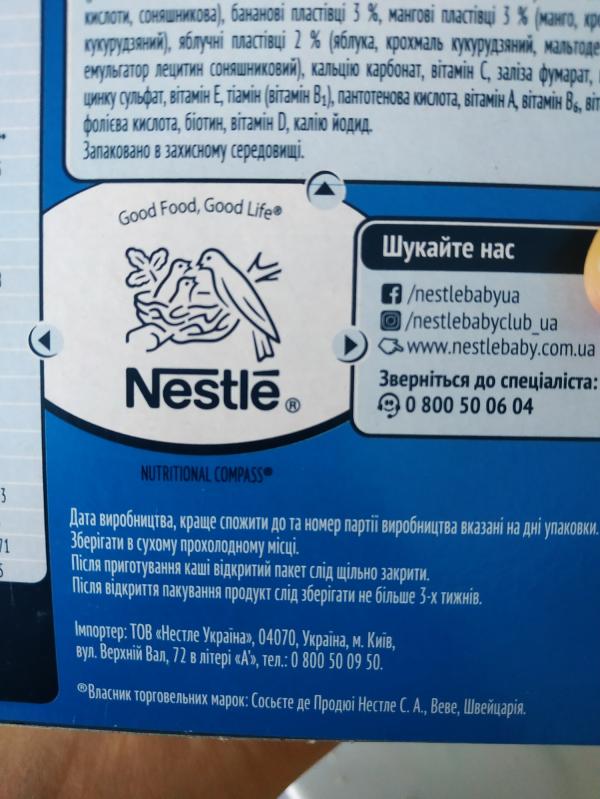 кислоти, соняшникова), бананові пластівці 3 %, мангові пластівці 3 % (манго,
кукурудзяний), яблучні пластівці 2 % (яблука, крохмаль кукурудзяний,
емульгатор лецитин соняшниковий), кальцію карбонат, вітамін С, заліза фумарат,
цинку сульфат, вітамін Е, тіамін (вітамін В₁), пантотенова кислота, вітамін А, вітамін В₆,
фолієва кислота, біотин, вітамін D, калію йодид.
Запаковано в захисному середовищі.
Good Food, Good Life®
Nestlé®
NUTRITIONAL COMPASS®
Шукайте нас
/nestlebabyua
/nestlebabyclub_ua
www.nestlebaby.com.ua
Зверніться до спеціаліста:
0 800 50 06 04
Дата виробництва, краще спожити до та номер партії виробництва вказані на дні упаковки.
Зберігати в сухому прохолодному місці.
Після приготування каші відкритий пакет слід щільно закрити.
Після відкриття пакування продукт слід зберігати не більше 3-х тижнів.
Імпортер: ТОВ «Нестле Україна», 04070, Україна, м. Київ,
вул. Верхній Вал, 72 в літері «А», тел.: 0 800 50 09 50.
®Власник торговельних марок: Сосьєте де Продюі Нестле С. А., Веве, Швейцарія.